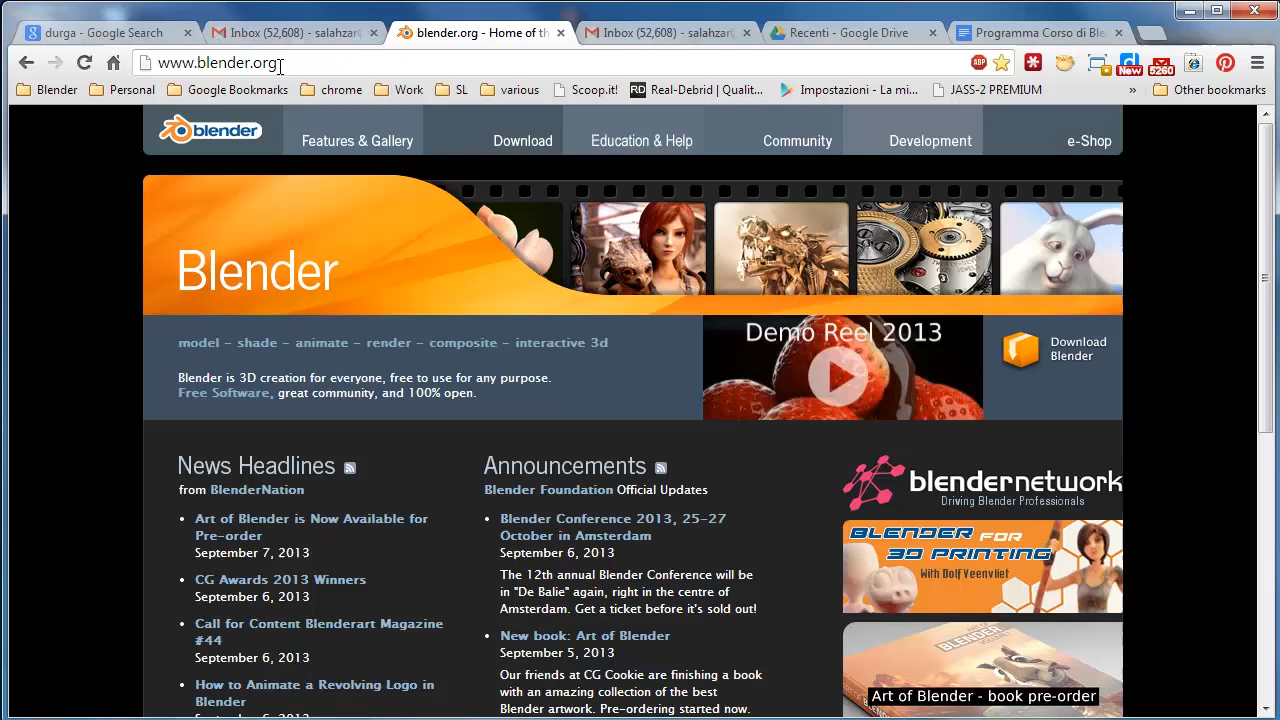 durga - Google Search
Inbox (52,608) - salahzar@
blender.org - Home of th
Inbox (52,608) - salahzar@
Recenti - Google Drive
Programma Corso di Ble
www.blender.org
ABP
New
5260
Blender
Personal
Google Bookmarks
chrome
Work
SL
various
Scoop.it!
RD Real-Debrid | Qualit...
Impostazioni - La mi...
JASS-2 PREMIUM
»
Other bookmarks
blender
Features & Gallery
Download
Education & Help
Community
Development
e-Shop
Blender
model – shade – animate – render – composite – interactive 3d
Blender is 3D creation for everyone, free to use for any purpose.
Free Software, great community, and 100% open.
Demo Reel 2013
Download
Blender
News Headlines
from BlenderNation
• Art of Blender is Now Available for
Pre-order
September 7, 2013
• CG Awards 2013 Winners
September 6, 2013
• Call for Content Blenderart Magazine
#44
September 6, 2013
• How to Animate a Revolving Logo in
Blender
Announcements
Blender Foundation Official Updates
• Blender Conference 2013, 25-27
October in Amsterdam
September 6, 2013
The 12th annual Blender Conference will be
in "De Balie" again, right in the centre of
Amsterdam. Get a ticket before it's sold out!
• New book: Art of Blender
September 5, 2013
Our friends at CG Cookie are finishing a book
with an amazing collection of the best
Blender artwork. Pre-ordering started now.
blendernetwork
Driving Blender Professionals
BLENDER FOR
3D PRINTING
With Dolf Veenvliet
ART OF
BLENDER
Art of Blender - book pre-order